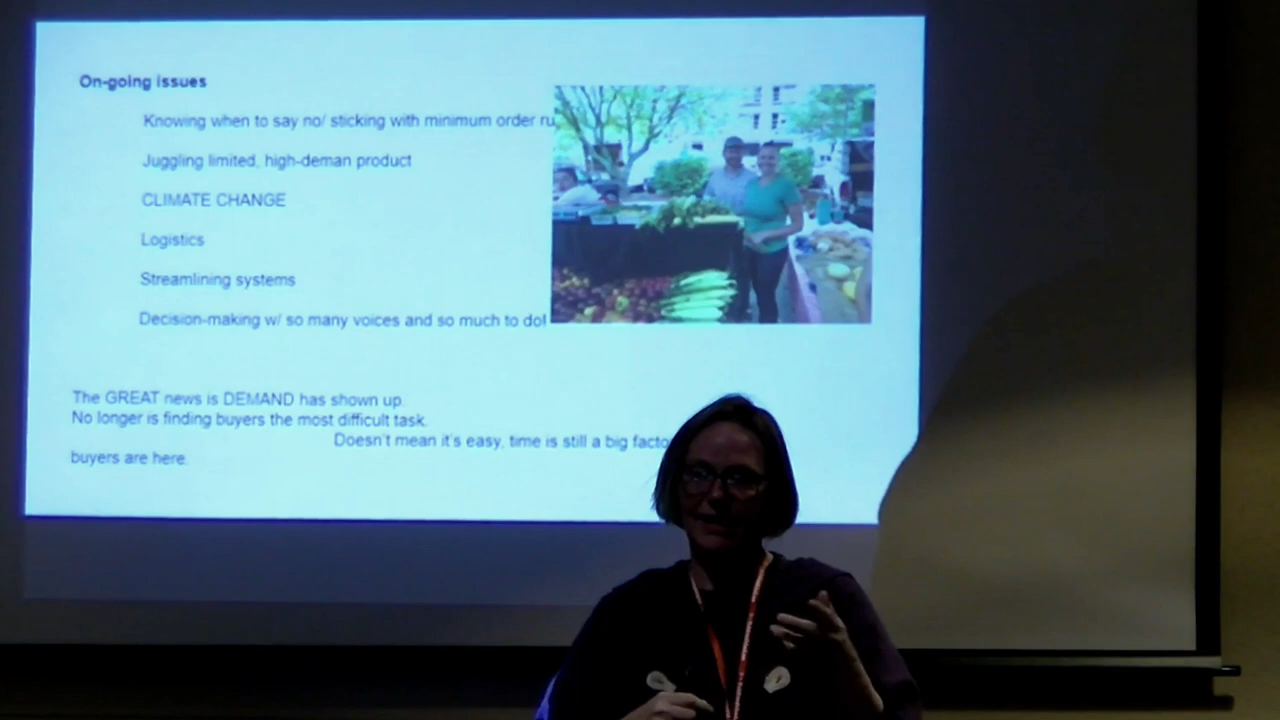 On-going issues
Knowing when to say no/ sticking with minimum order ru
Juggling limited, high-deman product
CLIMATE CHANGE
Logistics
Streamlining systems
Decision-making w/ so many voices and so much to do!
The GREAT news is DEMAND has shown up.
No longer is finding buyers the most difficult task.
Doesn't mean it's easy, time is still a big facto
buyers are here.